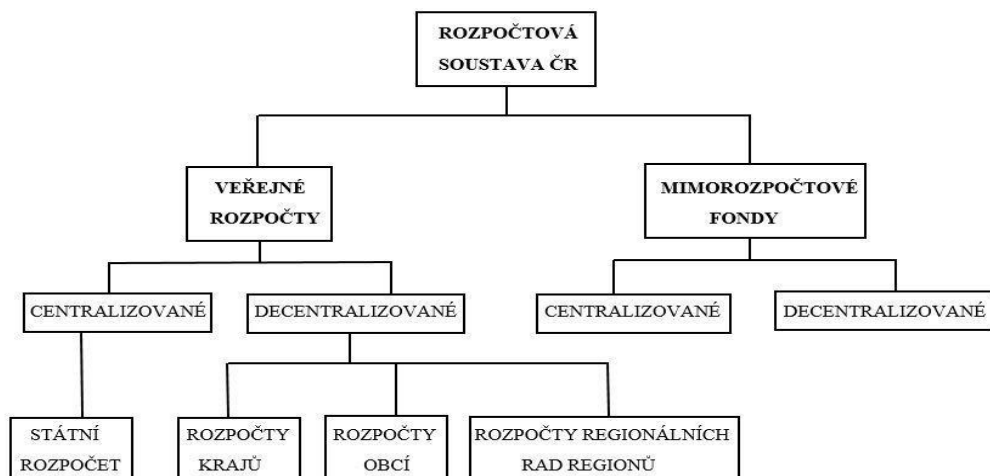 ROZPOČTOVÁ
SOUSTAVA ČR
VEŘEJNÉ
ROZPOČTY
MIMOROZPOČTOVÉ
FONDY
CENTRALIZOVANÉ
DECENTRALIZOVANÉ
CENTRALIZOVANÉ
DECENTRALIZOVANÉ
STÁTNÍ
ROZPOČET
ROZPOČTY
KRAJŮ
ROZPOČTY
OBCÍ
ROZPOČTY REGIONÁLNÍCH
RAD REGIONŮ